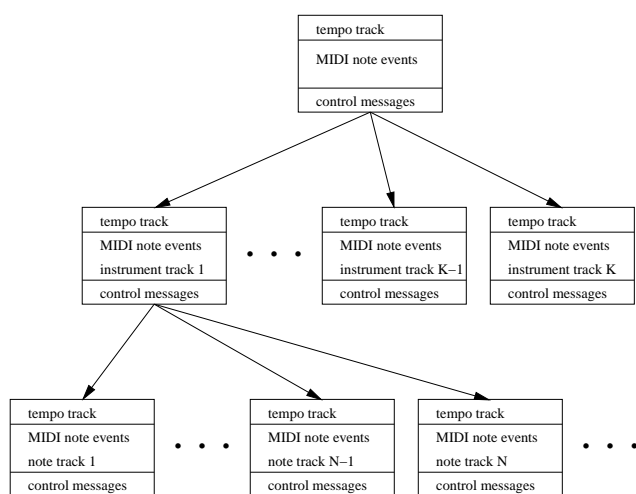 tempo track
MIDI note events
control messages
tempo track
MIDI note events
instrument track 1
control messages
tempo track
MIDI note events
instrument track K−1
control messages
tempo track
MIDI note events
instrument track K
control messages
tempo track
MIDI note events
note track 1
control messages
tempo track
MIDI note events
note track N−1
control messages
tempo track
MIDI note events
note track N
control messages